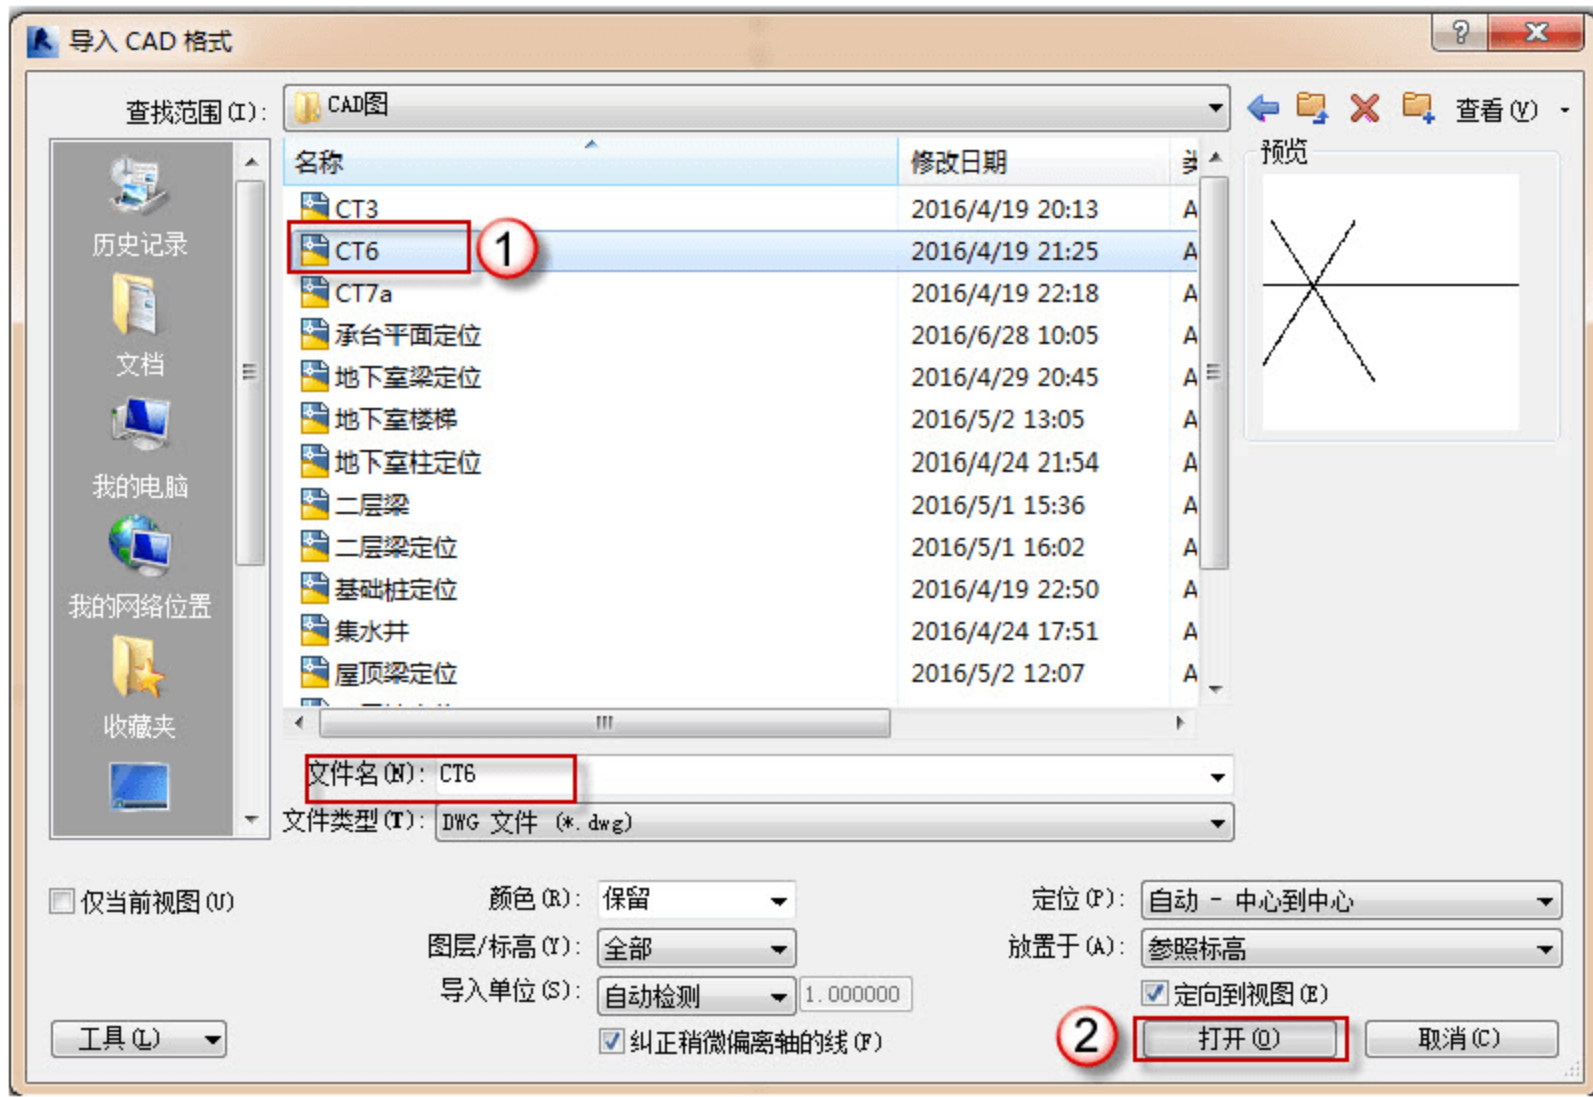 导入 CAD 格式
查找范围(I): CAD图 查看(V)
名称 修改日期 预览
CT3 2016/4/19 20:13 A
CT6 1 2016/4/19 21:25 A
CT7a 2016/4/19 22:18 A
承台平面定位 2016/6/28 10:05 A
地下室梁定位 2016/4/29 20:45 A
地下室楼梯 2016/5/2 13:05 A
地下室柱定位 2016/4/24 21:54 A
二层梁 2016/5/1 15:36 A
二层梁定位 2016/5/1 16:02 A
基础桩定位 2016/4/19 22:50 A
集水井 2016/4/24 17:51 A
屋顶梁定位 2016/5/2 12:07 A
历史记录
文档
我的电脑
我的网络位置
收藏夹
文件名(N): CT6
文件类型(T): DWG 文件 (*.dwg)
仅当前视图(U) 颜色(R): 保留 定位(P): 自动 - 中心到中心
图层/标高(Y): 全部 放置于(A): 参照标高
导入单位(S): 自动检测 1.000000 定向到视图(E)
工具(L) 纠正稍微偏离轴的线(F) 2 打开(O) 取消(C)